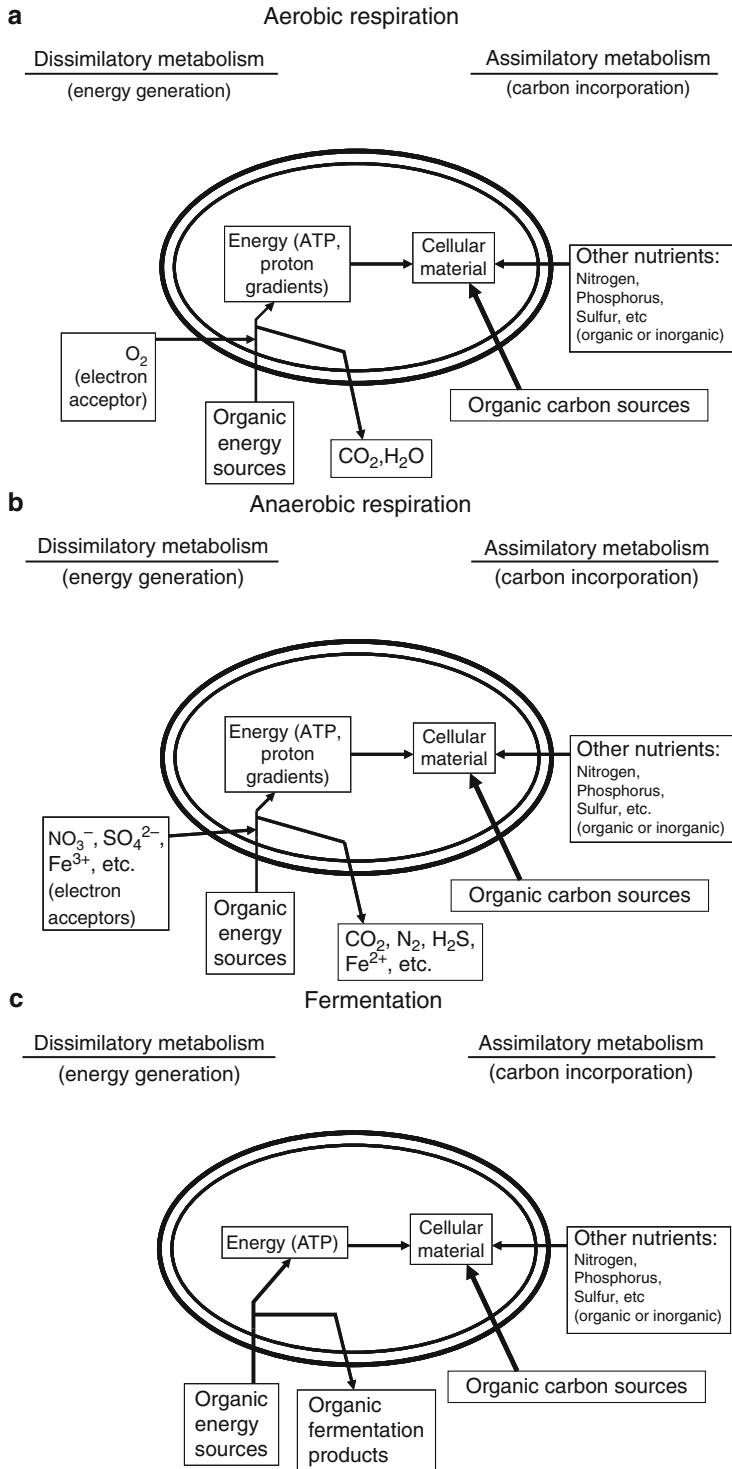 a
Aerobic respiration
Dissimilatory metabolism
(energy generation)
Assimilatory metabolism
(carbon incorporation)
Energy (ATP,
proton
gradients)
Cellular
material
Other nutrients:
Nitrogen,
Phosphorus,
Sulfur, etc
(organic or inorganic)
O₂
(electron
acceptor)
Organic
energy
sources
CO₂,H₂O
Organic carbon sources
b
Anaerobic respiration
Dissimilatory metabolism
(energy generation)
Assimilatory metabolism
(carbon incorporation)
Energy (ATP,
proton
gradients)
Cellular
material
Other nutrients:
Nitrogen,
Phosphorus,
Sulfur, etc.
(organic or inorganic)
NO₃⁻, SO₄²⁻,
Fe³⁺, etc.
(electron
acceptors)
Organic
energy
sources
CO₂, N₂, H₂S,
Fe²⁺, etc.
Organic carbon sources
c
Fermentation
Dissimilatory metabolism
(energy generation)
Assimilatory metabolism
(carbon incorporation)
Energy (ATP)
Cellular
material
Other nutrients:
Nitrogen,
Phosphorus,
Sulfur, etc
(organic or inorganic)
Organic
energy
sources
Organic
fermentation
products
Organic carbon sources